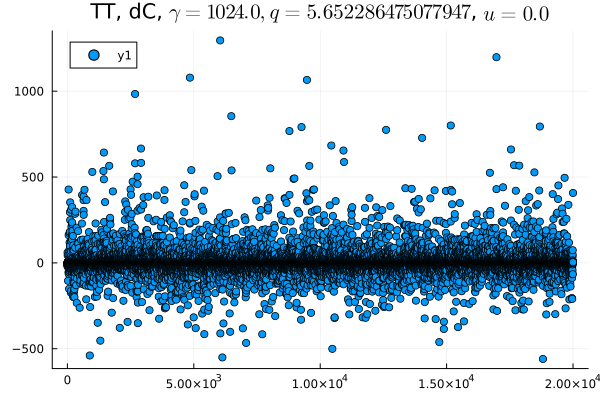 TT, dC, γ = 1024.0, q = 5.652286475077947, u = 0.0
y1
1000
500
0
−500
0 5.00×10³ 1.00×10⁴ 1.50×10⁴ 2.00×10⁴